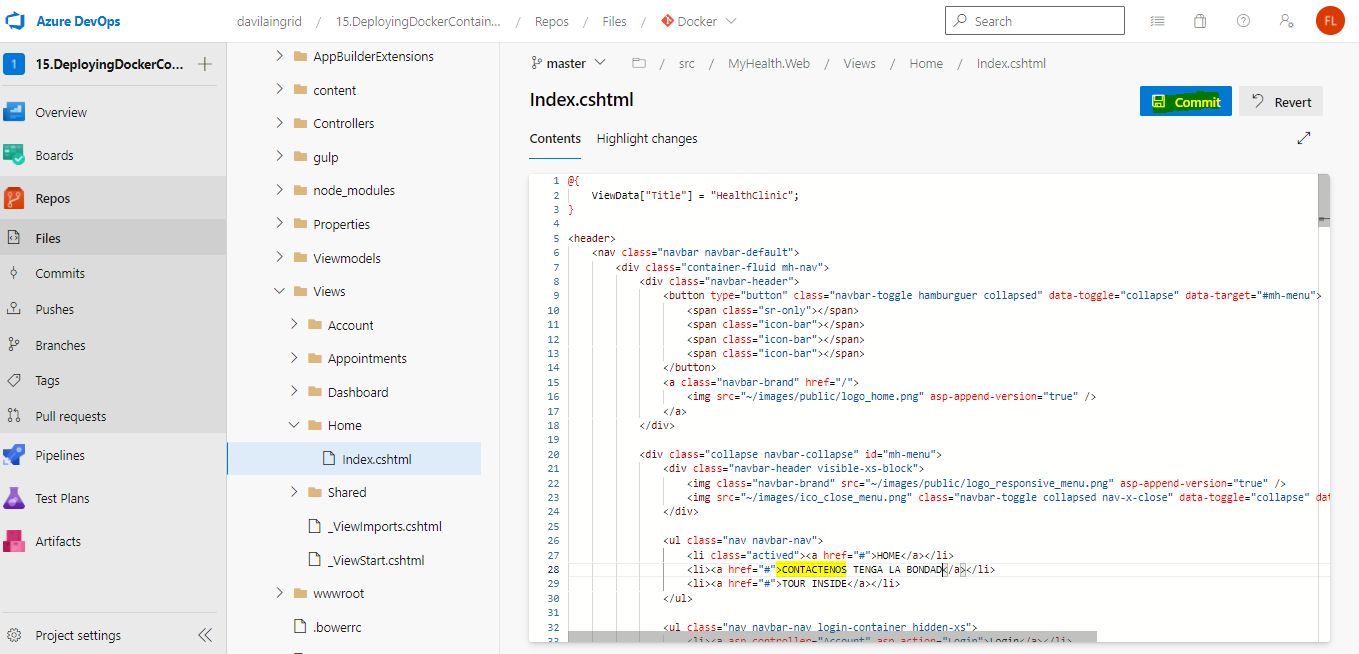 Azure DevOps
davilaingrid / 15.DeployingDockerContain... / Repos / Files / Docker
Search
FL
1 15.DeployingDockerCo...
Overview
Boards
Repos
Files
Commits
Pushes
Branches
Tags
Pull requests
Pipelines
Test Plans
Artifacts
Project settings
AppBuilderExtensions
content
Controllers
gulp
node_modules
Properties
Viewmodels
Views
Account
Appointments
Dashboard
Home
Index.cshtml
Shared
_ViewImports.cshtml
_ViewStart.cshtml
wwwroot
.bowerrc
master / src / MyHealth.Web / Views / Home / Index.cshtml
Index.cshtml
Commit
Revert
Contents
Highlight changes
1 @{
2 ViewData["Title"] = "HealthClinic";
3 }
4
5 <header>
6 <nav class="navbar navbar-default">
7 <div class="container-fluid mh-nav">
8 <div class="navbar-header">
9 <button type="button" class="navbar-toggle hamburguer collapsed" data-toggle="collapse" data-target="#mh-menu">
10 <span class="sr-only"></span>
11 <span class="icon-bar"></span>
12 <span class="icon-bar"></span>
13 <span class="icon-bar"></span>
14 </button>
15 <a class="navbar-brand" href="/">
16 <img src="~/images/public/logo_home.png" asp-append-version="true" />
17 </a>
18 </div>
19
20 <div class="collapse navbar-collapse" id="mh-menu">
21 <div class="navbar-header visible-xs-block">
22 <img class="navbar-brand" src="~/images/public/logo_responsive_menu.png" asp-append-version="true" />
23 <img src="~/images/ico_close_menu.png" class="navbar-toggle collapsed nav-x-close" data-toggle="collapse" dat
24 </div>
25
26 <ul class="nav navbar-nav">
27 <li class="actived"><a href="#">HOME</a></li>
28 <li><a href="#">CONTACTENOS TENGA LA BONDAD</a></li>
29 <li><a href="#">TOUR INSIDE</a></li>
30 </ul>
31
32 <ul class="nav navbar-nav login-container hidden-xs">
33 <li><a asp-controller="Account" asp-action="Login">Login</a></li>